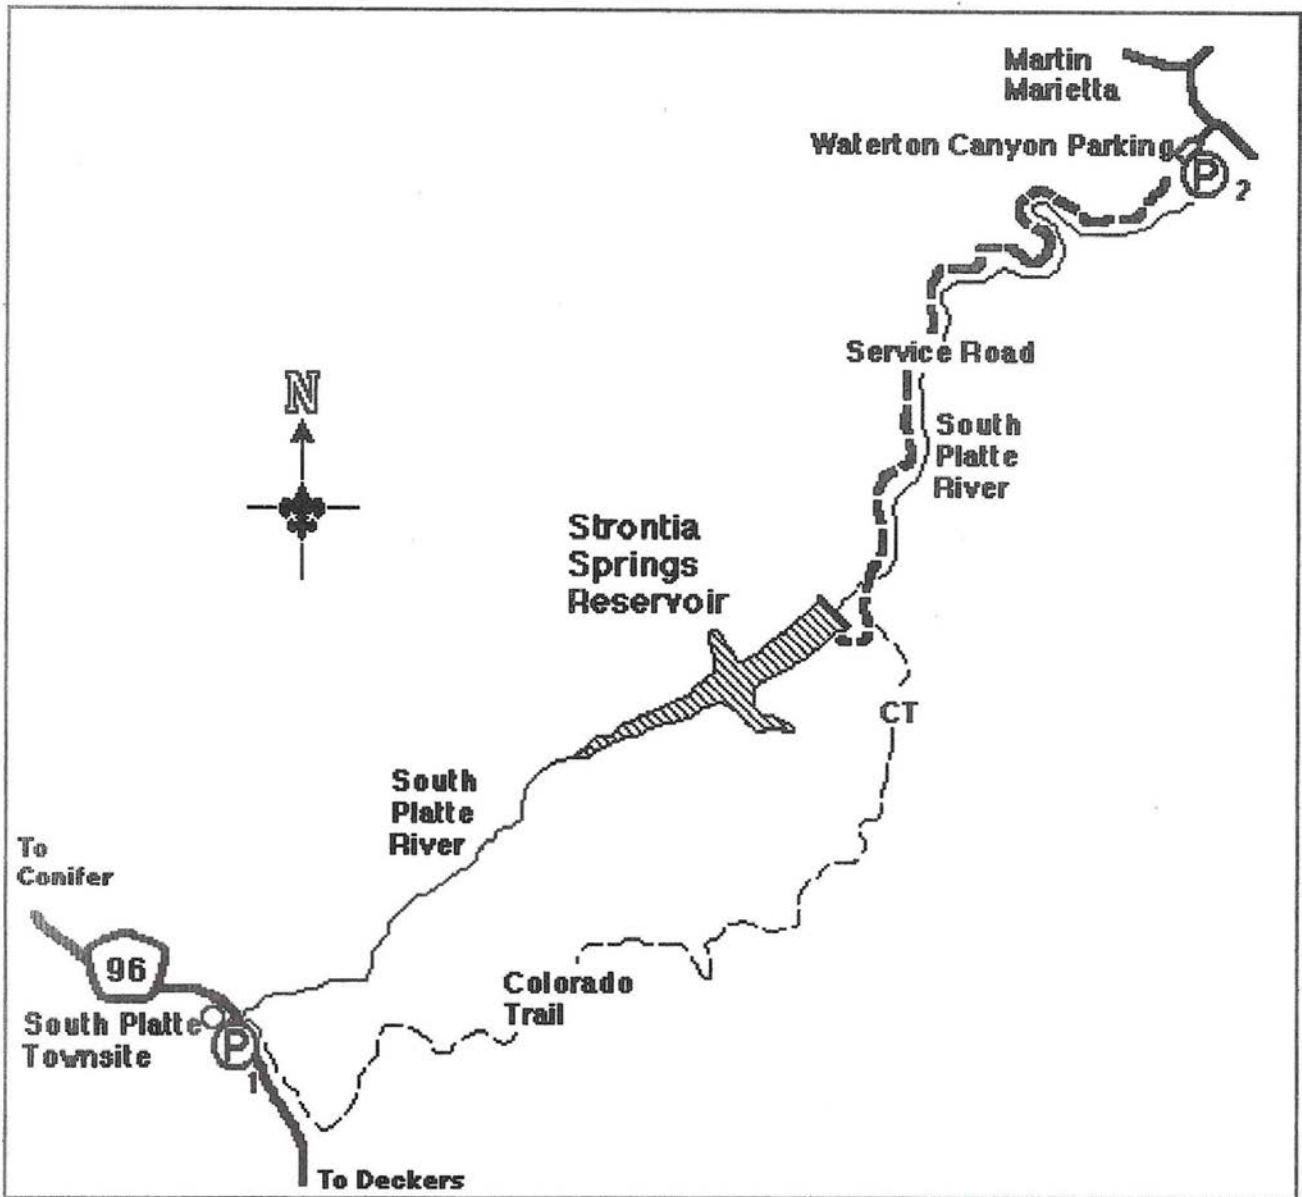 Martin
Marietta
Waterton Canyon Parking
P
2
Service Road
N
South
Platte
River
Strontia
Springs
Reservoir
CT
South
Platte
River
To
Conifer
96
Colorado
Trail
South Platte
Townsite
P
1
To Deckers